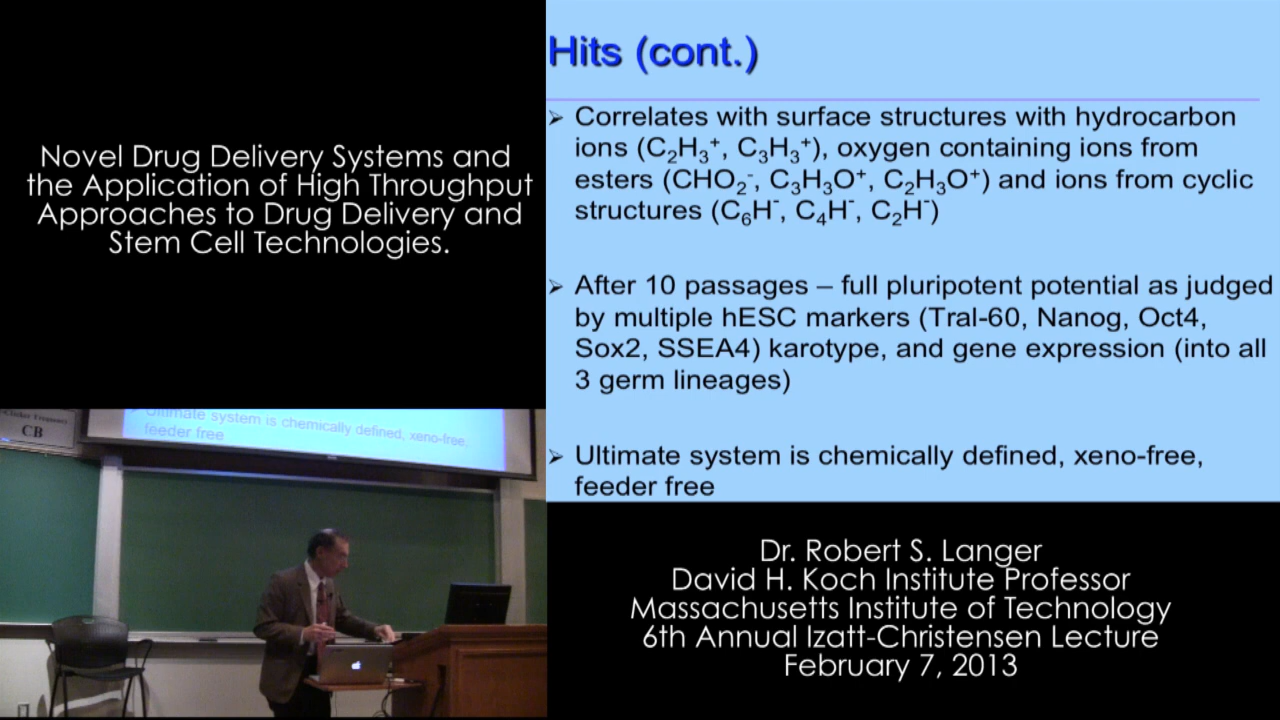 Novel Drug Delivery Systems and
the Application of High Throughput
Approaches to Drug Delivery and
Stem Cell Technologies.
Hits (cont.)
➢ Correlates with surface structures with hydrocarbon
ions (C₂H₃⁺, C₃H₃⁺), oxygen containing ions from
esters (CHO₂⁻, C₃H₃O⁺, C₂H₃O⁺) and ions from cyclic
structures (C₆H⁻, C₄H⁻, C₂H⁻)
➢ After 10 passages – full pluripotent potential as judged
by multiple hESC markers (Tral-60, Nanog, Oct4,
Sox2, SSEA4) karotype, and gene expression (into all
3 germ lineages)
➢ Ultimate system is chemically defined, xeno-free,
feeder free
CB
Ultimate system is chemically defined, xeno-free,
feeder free
Dr. Robert S. Langer
David H. Koch Institute Professor
Massachusetts Institute of Technology
6th Annual Izatt-Christensen Lecture
February 7, 2013